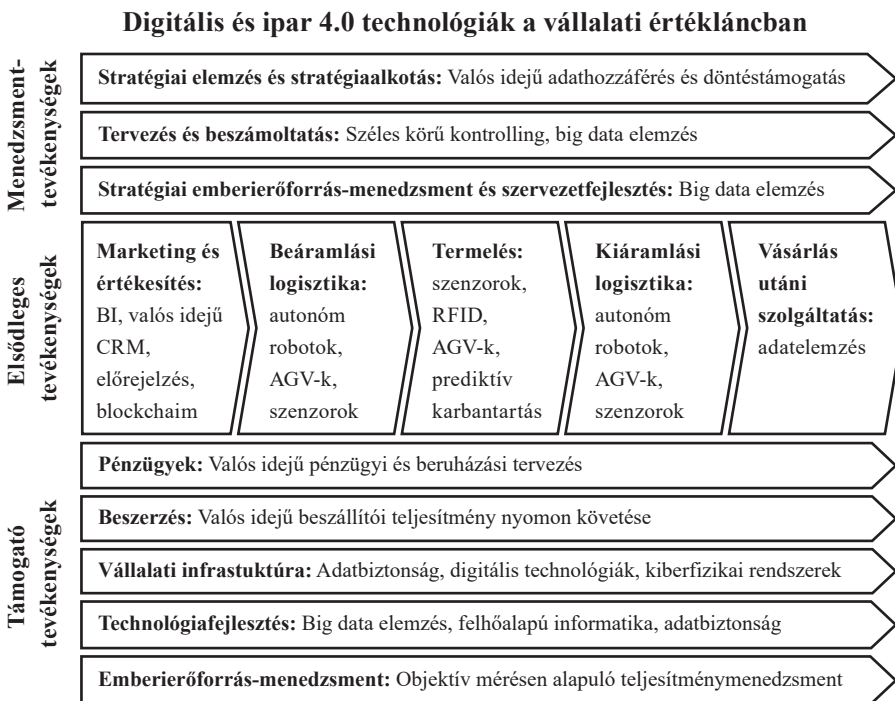 Digitális és ipar 4.0 technológiák a vállalati értékláncban
Menedzsment-
tevékenységek
Stratégiai elemzés és stratégiaalkotás: Valós idejű adathozzáférés és döntéstámogatás
Tervezés és beszámoltatás: Széles körű kontrolling, big data elemzés
Stratégiai emberierőforrás-menedzsment és szervezetfejlesztés: Big data elemzés
Elsődleges
tevékenységek
Marketing és
értékesítés:
BI, valós idejű
CRM,
előrejelzés,
blockchaim
Beáramlási
logisztika:
autonóm
robotok,
AGV-k,
szenzorok
Termelés:
szenzorok,
RFID,
AGV-k,
prediktív
karbantartás
Kiáramlási
logisztika:
autonóm
robotok,
AGV-k,
szenzorok
Vásárlás
utáni
szolgáltatás:
adatelemzés
Támogató
tevékenységek
Pénzügyek: Valós idejű pénzügyi és beruházási tervezés
Beszerzés: Valós idejű beszállítói teljesítmény nyomon követése
Vállalati infrastuktúra: Adatbiztonság, digitális technológiák, kiberfizikai rendszerek
Technológiafejlesztés: Big data elemzés, felhőalapú informatika, adatbiztonság
Emberierőforrás-menedzsment: Objektív mérésen alapuló teljesítménymenedzsment